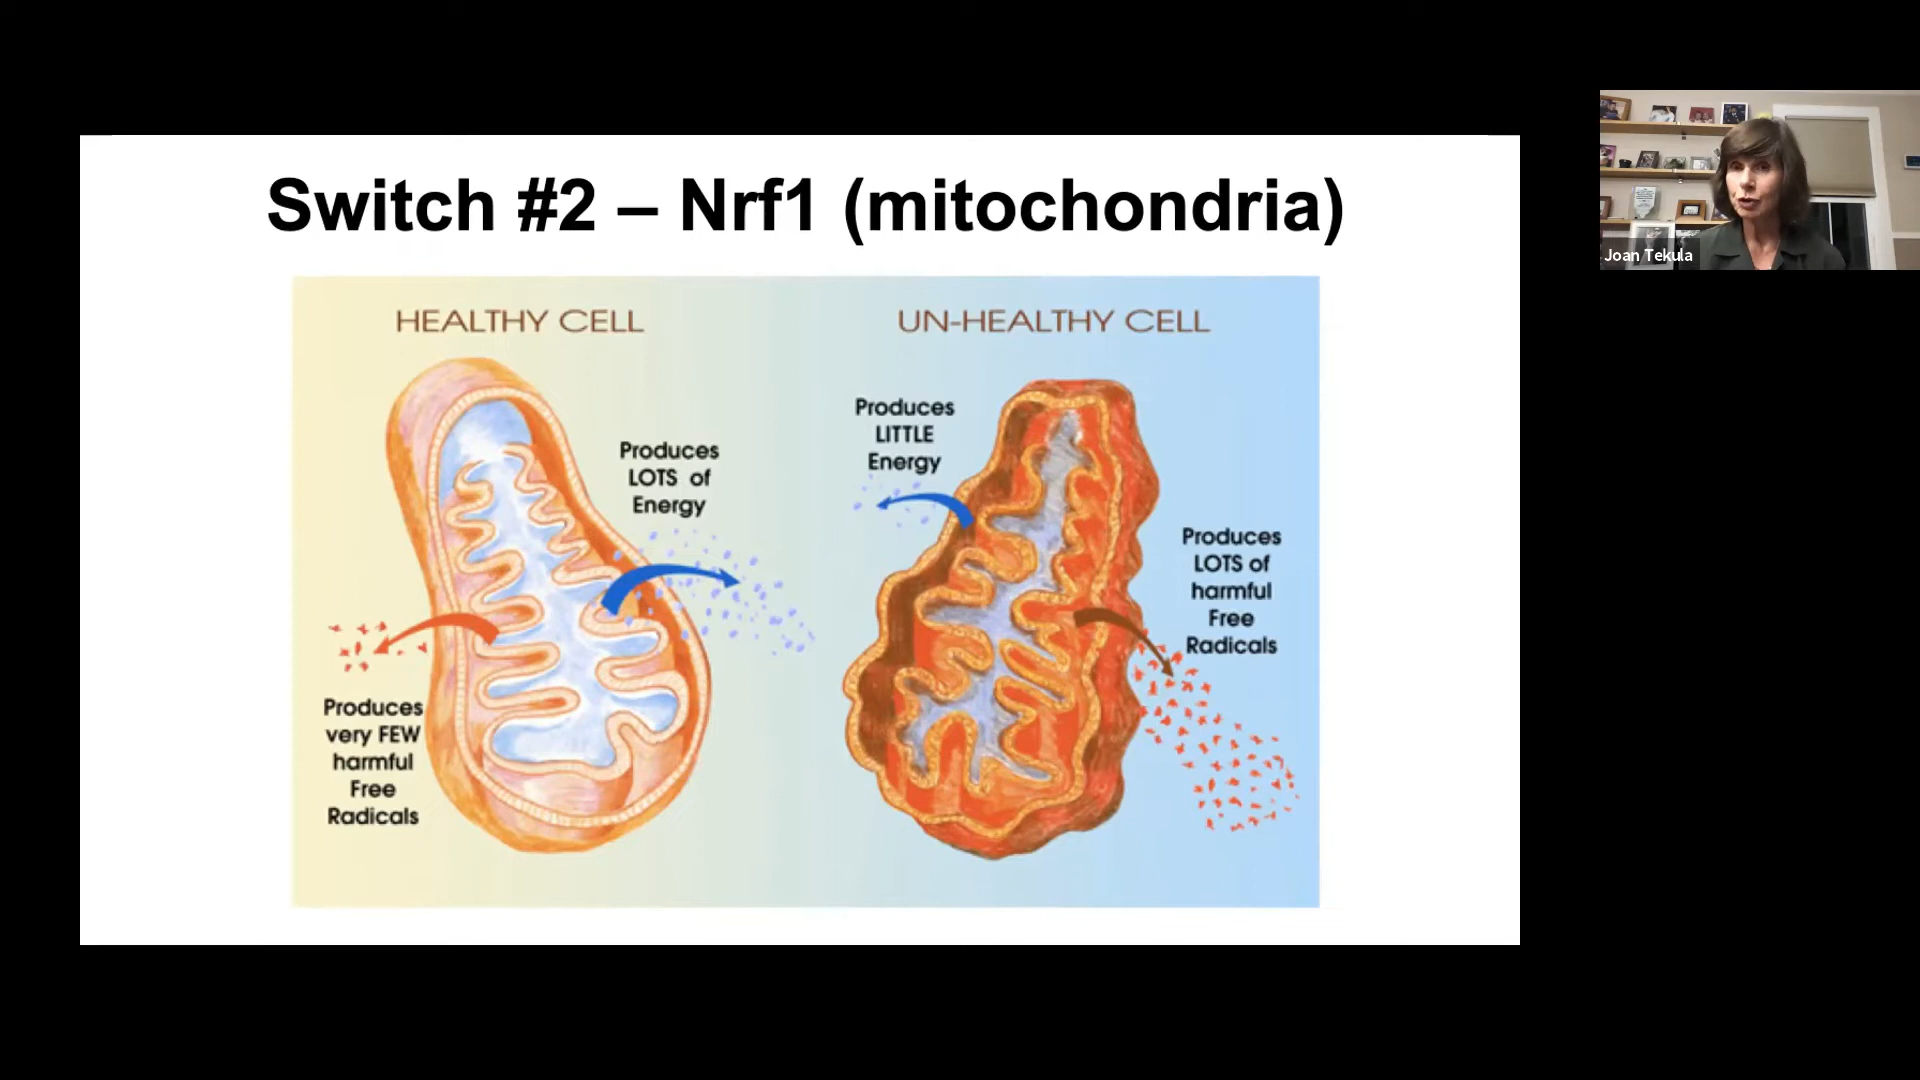 Switch #2 – Nrf1 (mitochondria)
HEALTHY CELL
UN-HEALTHY CELL
Produces
LOTS of
Energy
Produces
very FEW
harmful
Free
Radicals
Produces
LITTLE
Energy
Produces
LOTS of
harmful
Free
Radicals
Joan Tekula